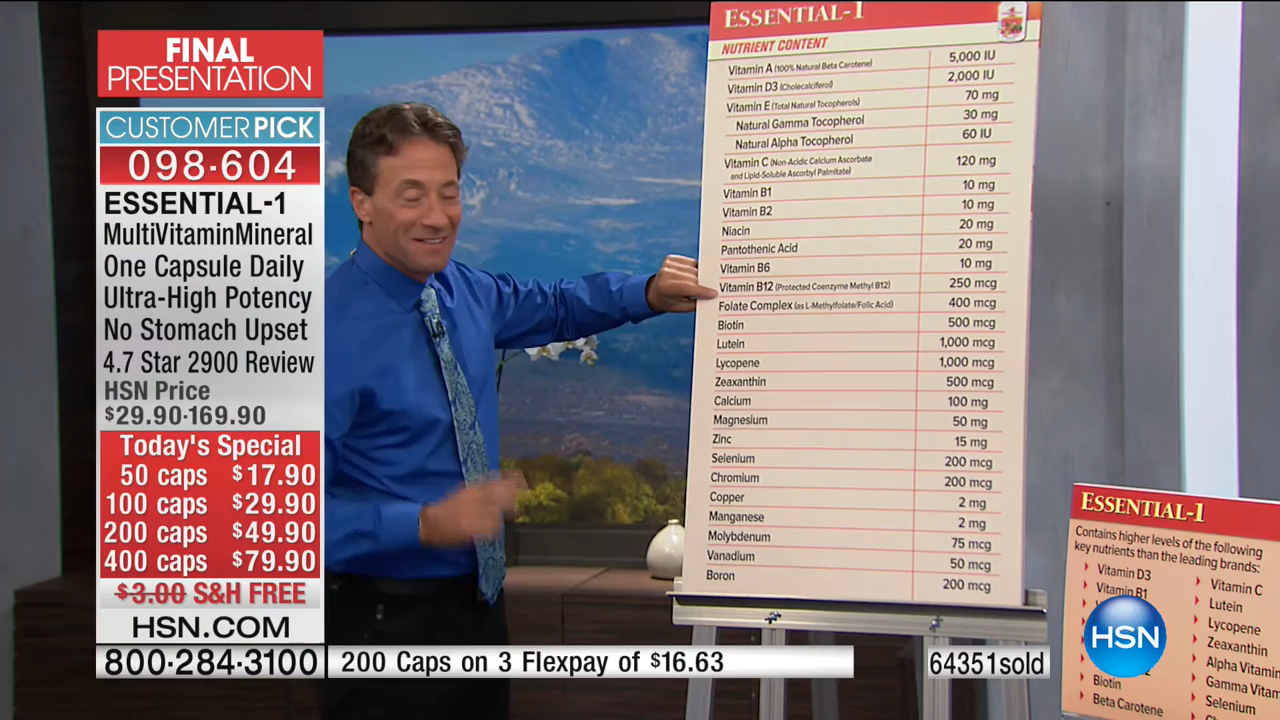 FINAL
PRESENTATION
CUSTOMER PICK
098·604
ESSENTIAL-1
MultiVitaminMineral
One Capsule Daily
Ultra-High Potency
No Stomach Upset
4.7 Star 2900 Review
HSN Price
$29.90-169.90
Today's Special
50 caps $17.90
100 caps $29.90
200 caps $49.90
400 caps $79.90
$3.00 S&H FREE
HSN.COM
800·284·3100
200 Caps on 3 Flexpay of $16.63
64351sold
ESSENTIAL-1
NUTRIENT CONTENT
Vitamin A (100% Natural Beta Carotene) 5,000 IU
Vitamin D3 (Cholecalciferol) 2,000 IU
Vitamin E (Total Natural Tocopherols) 70 mg
Natural Gamma Tocopherol 30 mg
Natural Alpha Tocopherol 60 IU
Vitamin C (Non-Acidic Calcium Ascorbate
and Lipid-Soluble Ascorbyl Palmitate) 120 mg
Vitamin B1 10 mg
Vitamin B2 10 mg
Niacin 20 mg
Pantothenic Acid 20 mg
Vitamin B6 10 mg
Vitamin B12 (Protected Coenzyme Methyl B12) 250 mcg
Folate Complex (as L-Methylfolate/Folic Acid) 400 mcg
Biotin 500 mcg
Lutein 1,000 mcg
Lycopene 1,000 mcg
Zeaxanthin 500 mcg
Calcium 100 mg
Magnesium 50 mg
Zinc 15 mg
Selenium 200 mcg
Chromium 200 mcg
Copper 2 mg
Manganese 2 mg
Molybdenum 75 mcg
Vanadium 50 mcg
Boron 200 mcg
ESSENTIAL-1
Contains higher levels of the following
key nutrients than the leading brands:
Vitamin D3
Vitamin B1
Biotin
Beta Carotene
Vitamin C
Lutein
Lycopene
Zeaxanthin
Alpha Vitamin
Gamma Vitam
Selenium
HSN